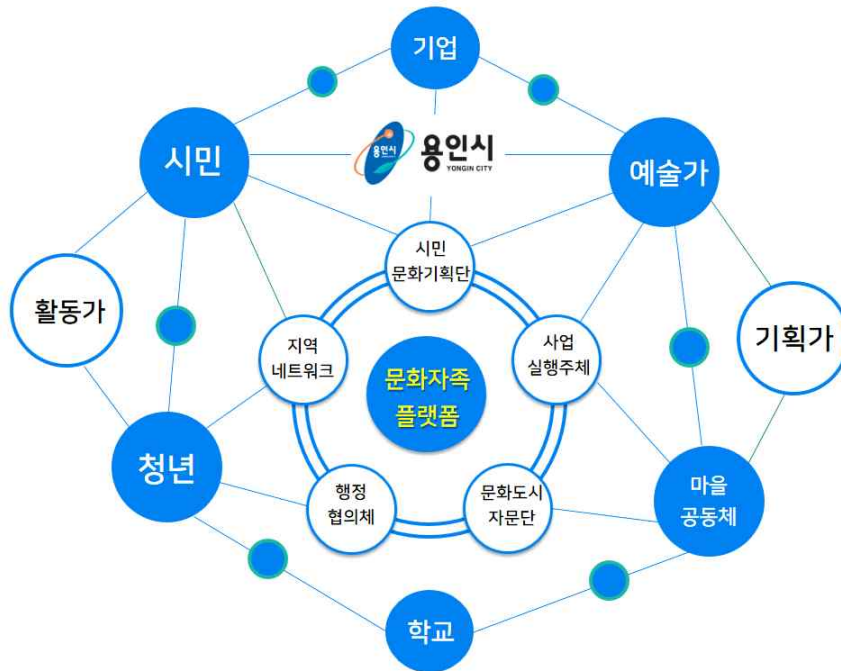 기업
시민
용인시
용인시
YONGIN CITY
예술가
시민
문화기획단
활동가
지역
네트워크
사업
실행주체
기획가
문화자족
플랫폼
청년
행정
협의체
문화도시
자문단
마을
공동체
학교